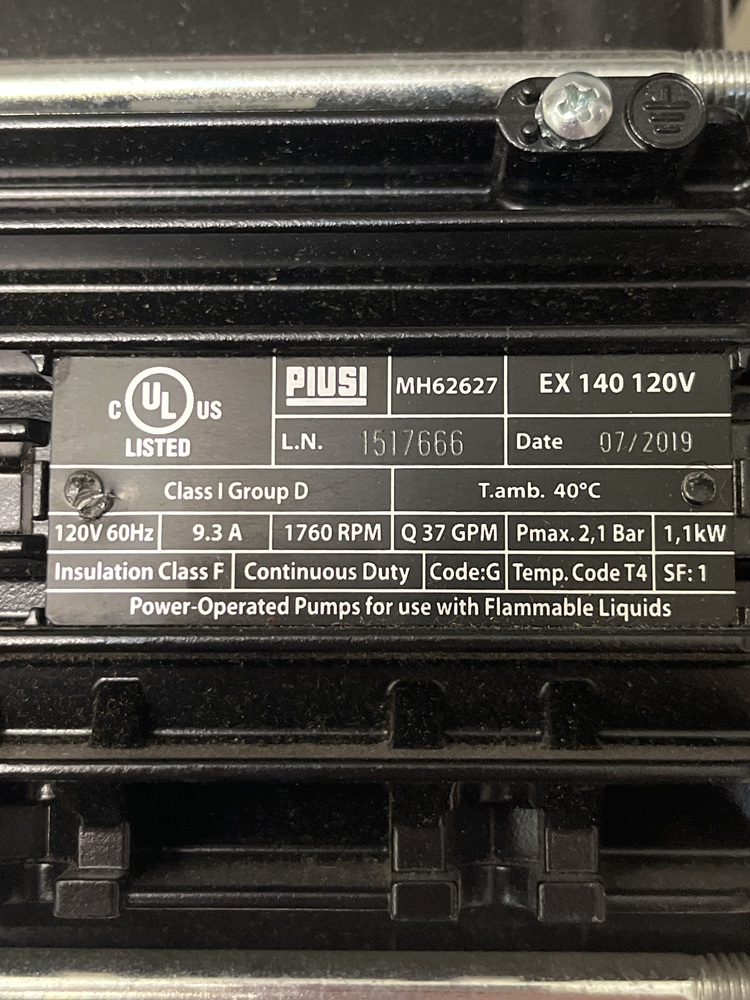 C UL US LISTED
PIUSI MH62627 EX 140 120V
L.N. 1517666 Date 07/2019
Class I Group D T.amb. 40°C
120V 60Hz 9.3 A 1760 RPM Q 37 GPM Pmax. 2,1 Bar 1,1kW
Insulation Class F Continuous Duty Code:G Temp. Code T4 SF: 1
Power-Operated Pumps for use with Flammable Liquids